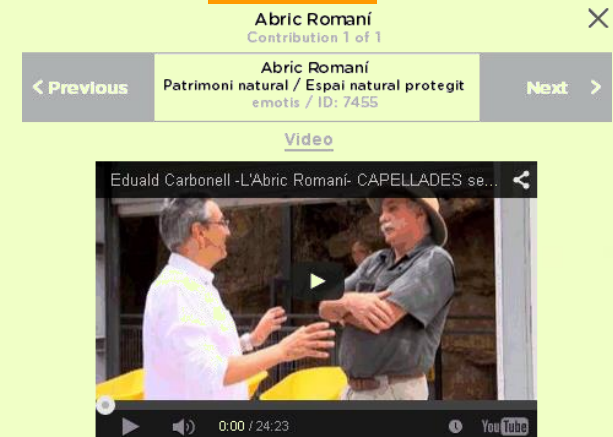 Abric Romaní
Contribution 1 of 1
< Previous
Abric Romaní
Patrimoni natural / Espai natural protegit
emotis / ID: 7455
Next >
Video
Eduald Carbonell -L'Abric Romaní- CAPELLADES se...
0:00 / 24:23
YouTube